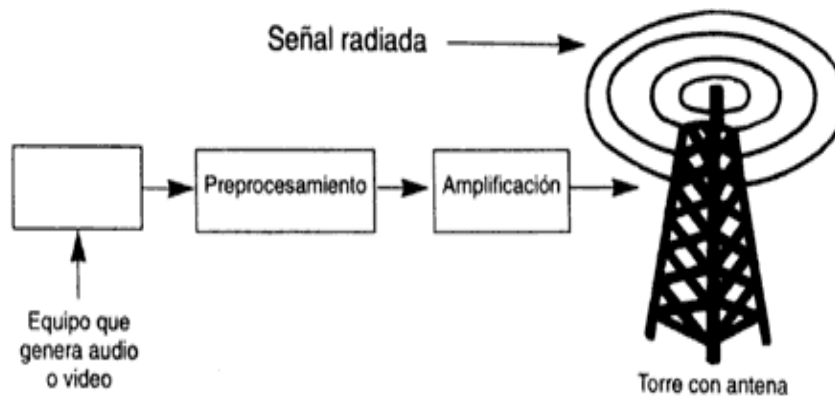 Señal radiada
Preprocesamiento
Amplificación
Equipo que
genera audio
o video
Torre con antena